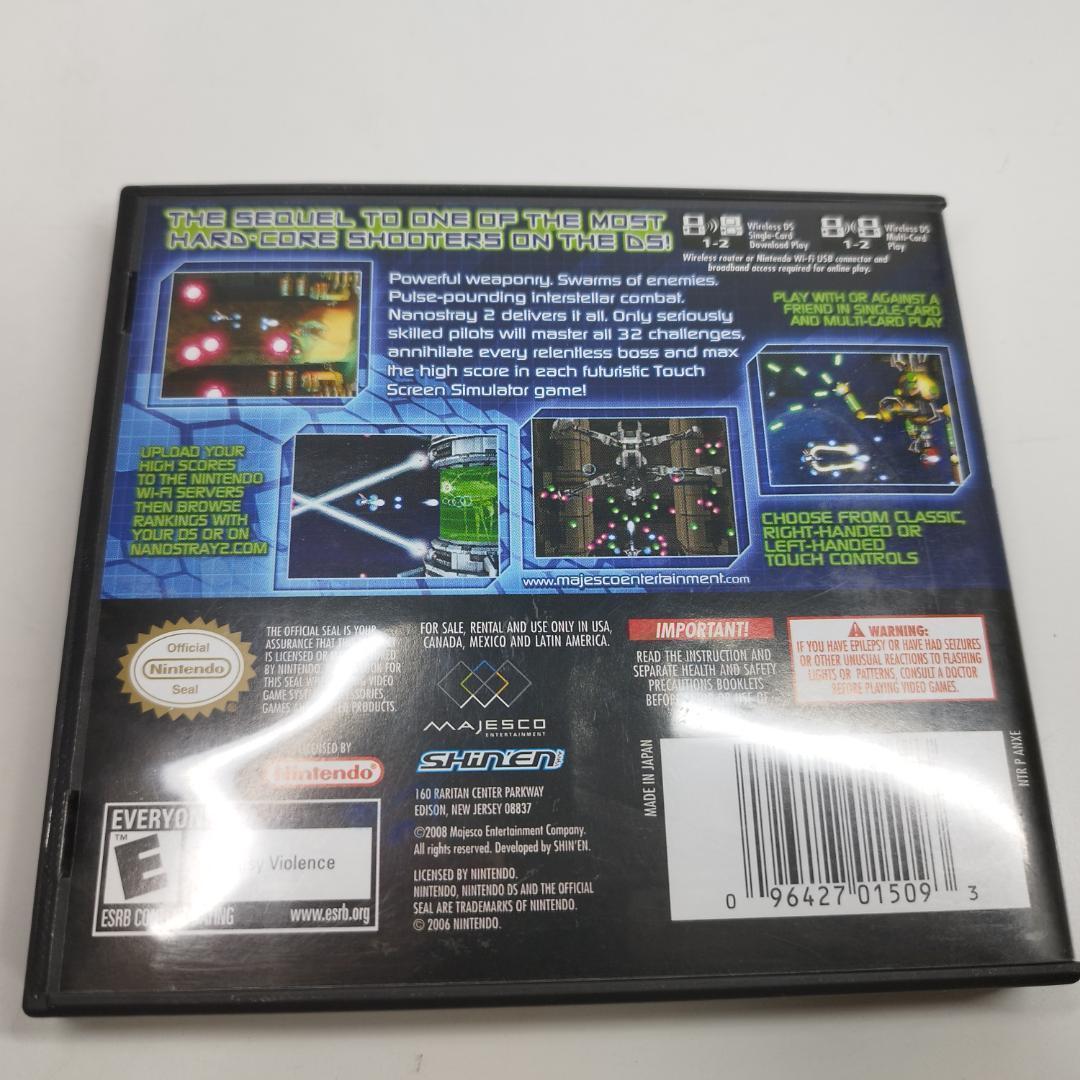 THE SEQUEL TO ONE OF THE MOST
HARD-CORE SHOOTERS ON THE DS!
1-2
Wireless DS
Single-Card
Download Play
1-2
Wireless DS
Multi-Card
Play
Wireless router or Nintendo Wi-Fi USB connector and
broadband access required for online play.
Powerful weaponry. Swarms of enemies.
Pulse-pounding interstellar combat.
Nanostray 2 delivers it all. Only seriously
skilled pilots will master all 32 challenges,
annihilate every relentless boss and max
the high score in each futuristic Touch
Screen Simulator game!
PLAY WITH OR AGAINST A
FRIEND IN SINGLE-CARD
AND MULTI-CARD PLAY
UPLOAD YOUR
HIGH SCORES
TO THE NINTENDO
WI-FI SERVERS
THEN BROWSE
RANKINGS WITH
YOUR DS OR ON
NANOSTRAY2.COM
CHOOSE FROM CLASSIC,
RIGHT-HANDED OR
LEFT-HANDED
TOUCH CONTROLS
www.majescoentertainment.com
Official
Nintendo
Seal
THE OFFICIAL SEAL IS YOUR
ASSURANCE THAT
IS LICENSED OR
BY NINTENDO. FOR
THIS SEAL VIDEO
GAME
GAMES PRODUCTS.
LICENSED BY
Nintendo
EVERYONE
TM
E
Violence
ESRB
www.esrb.org
FOR SALE, RENTAL AND USE ONLY IN USA,
CANADA, MEXICO AND LATIN AMERICA.
MAJESCO
ENTERTAINMENT
SHIN'EN
160 RARITAN CENTER PARKWAY
EDISON, NEW JERSEY 08837
©2008 Majesco Entertainment Company.
All rights reserved. Developed by SHIN'EN.
LICENSED BY NINTENDO.
NINTENDO, NINTENDO DS AND THE OFFICIAL
SEAL ARE TRADEMARKS OF NINTENDO.
© 2006 NINTENDO.
IMPORTANT!
READ THE INSTRUCTION AND
SEPARATE HEALTH AND SAFETY
PRECAUTIONS BOOKLETS
OF
WARNING:
IF YOU HAVE EPILEPSY OR HAVE HAD SEIZURES
OR OTHER UNUSUAL REACTIONS TO FLASHING
LIGHTS OR PATTERNS, CONSULT A DOCTOR
BEFORE PLAYING VIDEO GAMES.
MADE IN JAPAN
NTR P ANXE
0 96427 01509 3